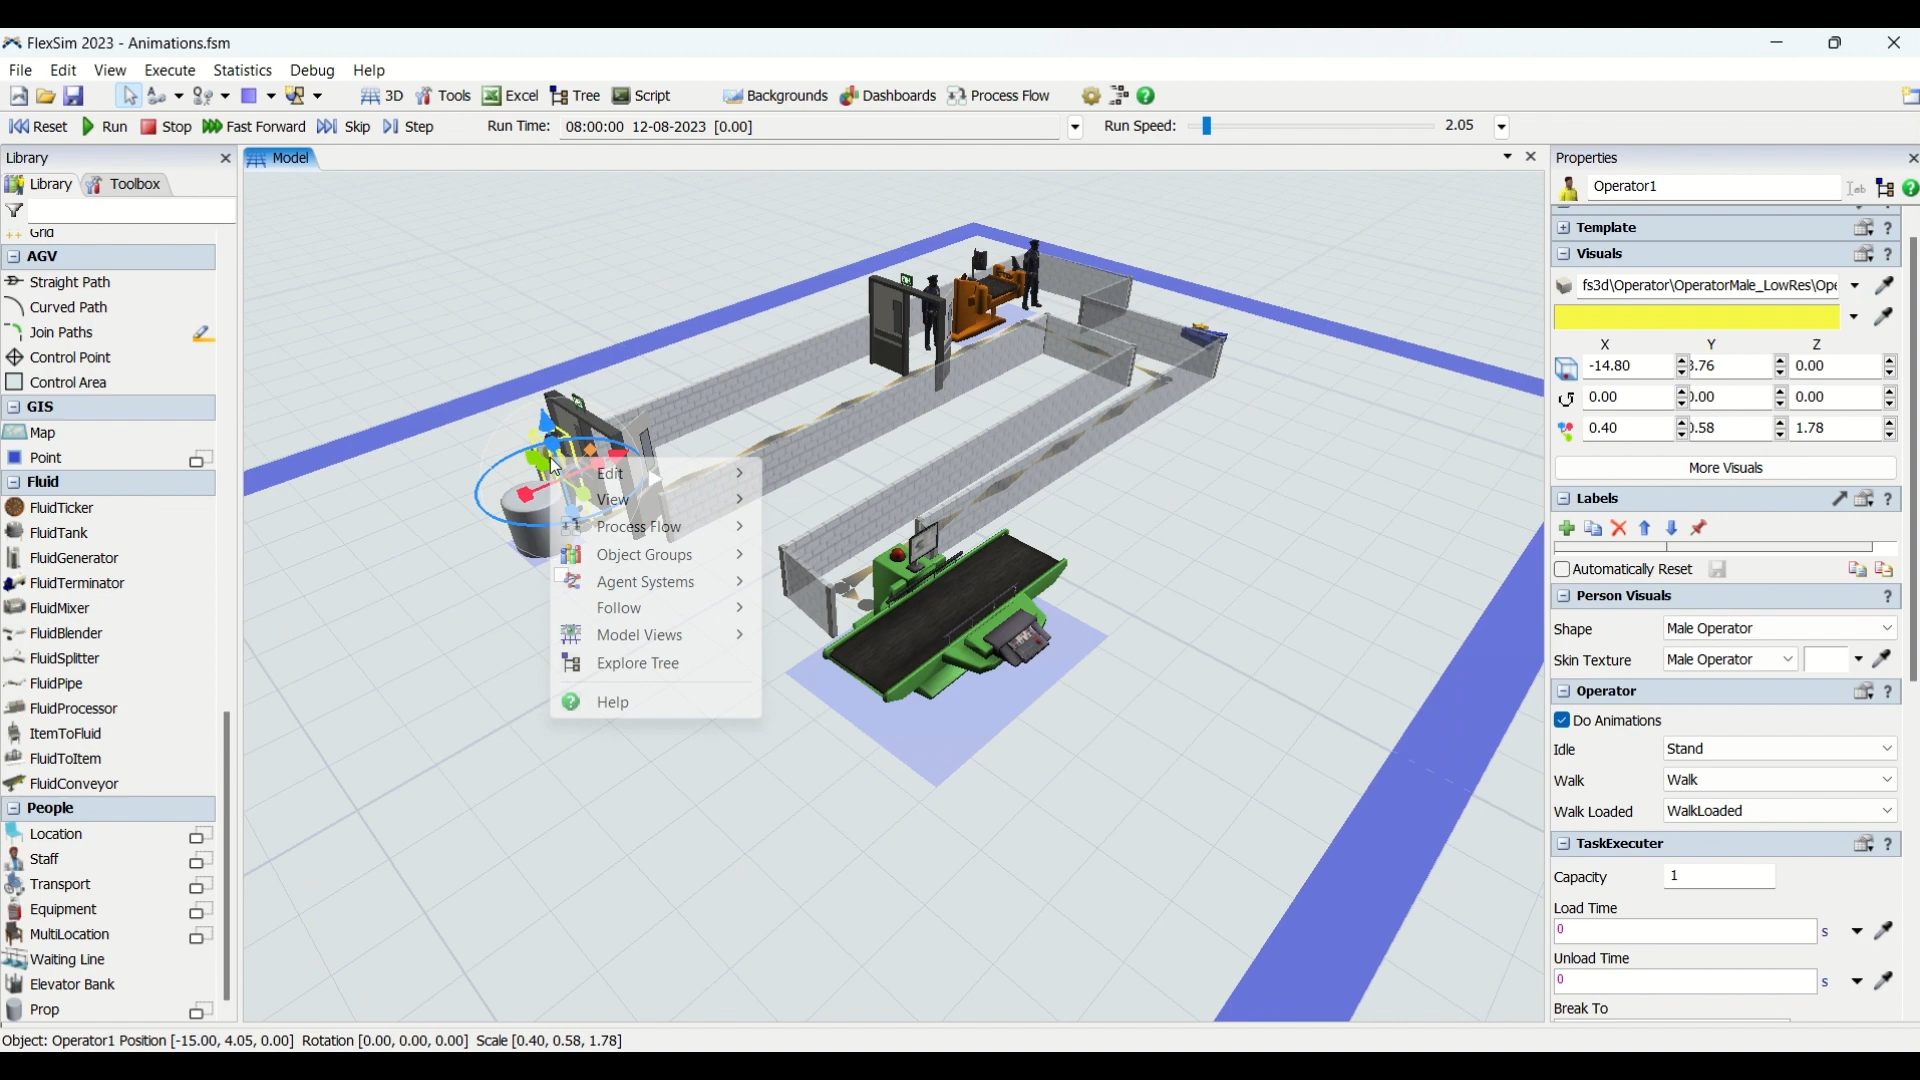 FlexSim 2023 - Animations.fsm
File Edit View Execute Statistics Debug Help
3D Tools Excel Tree Script Backgrounds Dashboards Process Flow
Reset Run Stop Fast Forward Skip Step Run Time: 08:00:00 12-08-2023 [0.00] Run Speed: 2.05
Library
Library Toolbox
Grid
AGV
Straight Path
Curved Path
Join Paths
Control Point
Control Area
GIS
Map
Point
Fluid
FluidTicker
FluidTank
FluidGenerator
FluidTerminator
FluidMixer
FluidBlender
FluidSplitter
FluidPipe
FluidProcessor
ItemToFluid
FluidToItem
FluidConveyor
People
Location
Staff
Transport
Equipment
MultiLocation
Waiting Line
Elevator Bank
Prop
Model
Edit
View
Process Flow
Object Groups
Agent Systems
Follow
Model Views
Explore Tree
Help
Properties
Operator1
Template
Visuals
fs3d\Operator\OperatorMale_LowRes\Ope
X Y Z
-14.80 3.76 0.00
0.00 0.00 0.00
0.40 0.58 1.78
More Visuals
Labels
Automatically Reset
Person Visuals
Shape Male Operator
Skin Texture Male Operator
Operator
Do Animations
Idle Stand
Walk Walk
Walk Loaded WalkLoaded
TaskExecuter
Capacity 1
Load Time
0 s
Unload Time
0 s
Break To
Object: Operator1 Position [-15.00, 4.05, 0.00] Rotation [0.00, 0.00, 0.00] Scale [0.40, 0.58, 1.78]